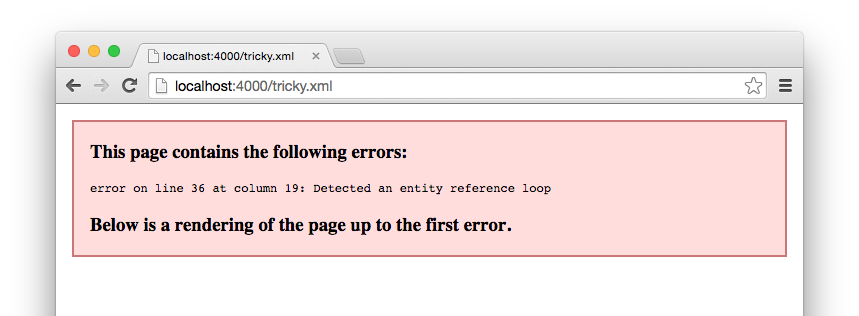 localhost:4000/tricky.xml
localhost:4000/tricky.xml
This page contains the following errors:
error on line 36 at column 19: Detected an entity reference loop
Below is a rendering of the page up to the first error.